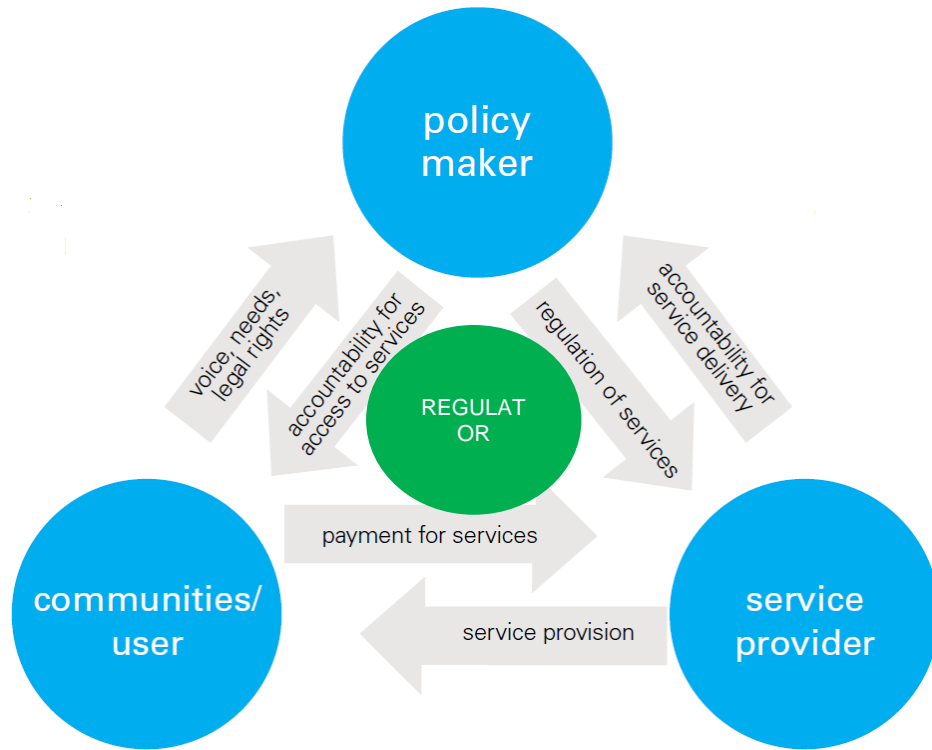 policy
maker
voice, needs,
legal rights
accountability for
access to services
regulation of services
accountability for
service delivery
REGULAT
OR
payment for services
communities/
user
service provision
service
provider